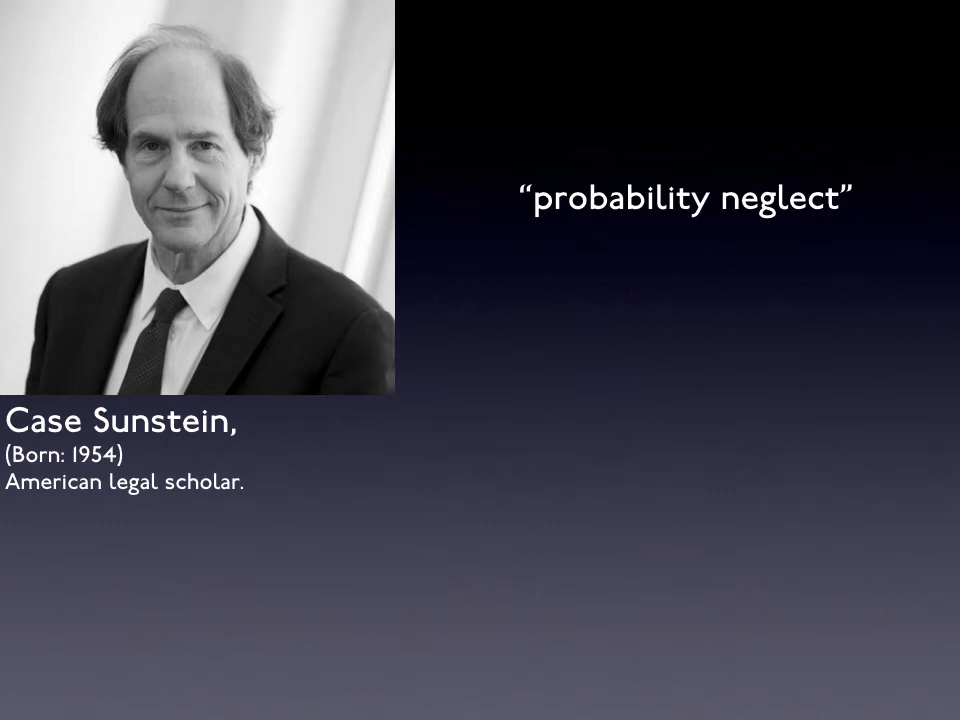 “probability neglect”
Case Sunstein,
(Born: 1954)
American legal scholar.